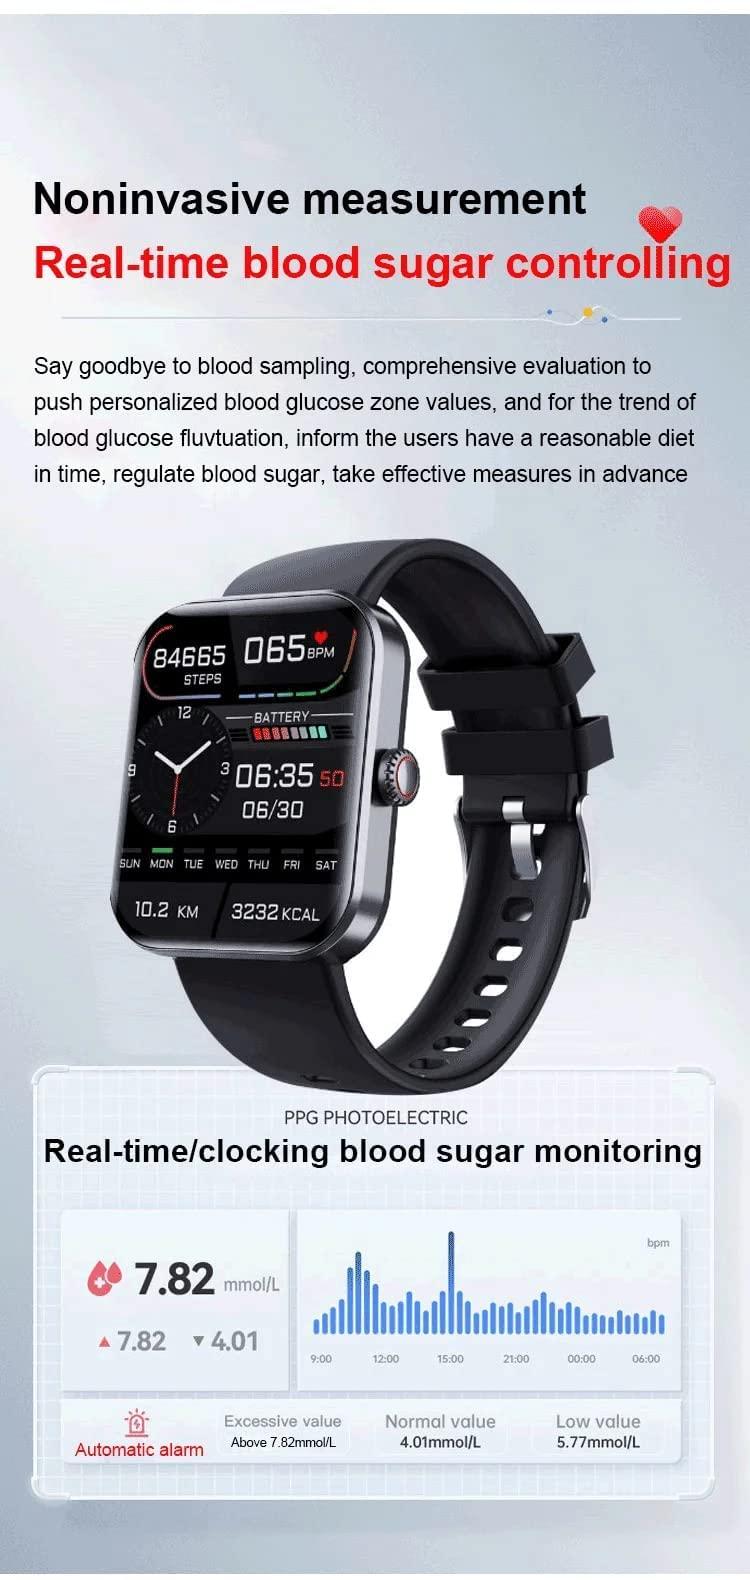 Noninvasive measurement
Real-time blood sugar controlling
Say goodbye to blood sampling, comprehensive evaluation to
push personalized blood glucose zone values, and for the trend of
blood glucose fluvtuation, inform the users have a reasonable diet
in time, regulate blood sugar, take effective measures in advance
84665
STEPS
065 BPM
BATTERY
12
3
6
9
06:35 50
06/30
SUN MON TUE WED THU FRI SAT
10.2 KM
3232 KCAL
PPG PHOTOELECTRIC
Real-time/clocking blood sugar monitoring
7.82 mmol/L
▲ 7.82 ▼ 4.01
bpm
9:00 12:00 15:00 21:00 00:00 06:00
Automatic alarm
Excessive value
Above 7.82mmol/L
Normal value
4.01mmol/L
Low value
5.77mmol/L